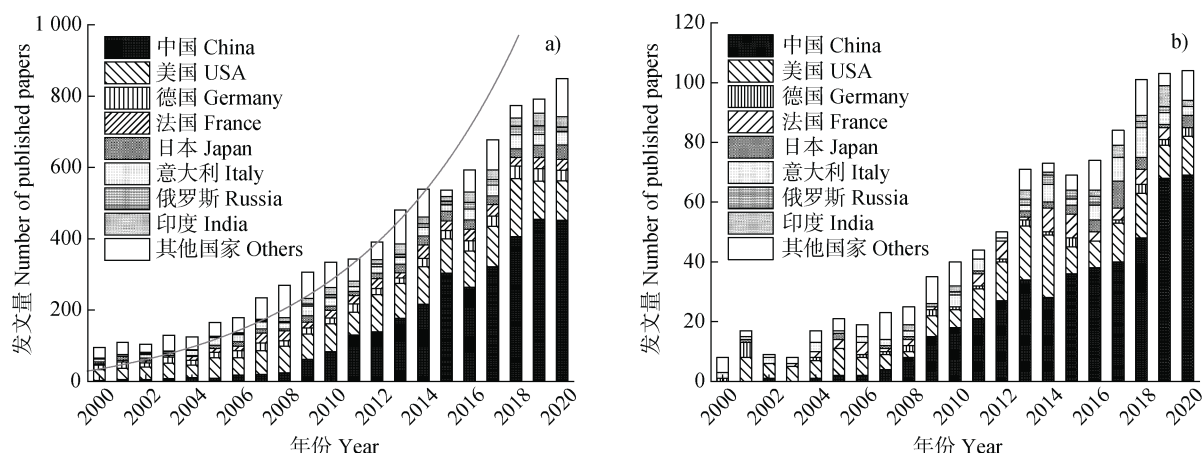 发文量 Number of published papers
1 000
800
600
400
200
0
a)
中国 China
美国 USA
德国 Germany
法国 France
日本 Japan
意大利 Italy
俄罗斯 Russia
印度 India
其他国家 Others
2000
2002
2004
2006
2008
2010
2012
2014
2016
2018
2020
年份 Year
发文量 Number of published papers
120
100
80
60
40
20
0
b)
中国 China
美国 USA
德国 Germany
法国 France
日本 Japan
意大利 Italy
俄罗斯 Russia
印度 India
其他国家 Others
2000
2002
2004
2006
2008
2010
2012
2014
2016
2018
2020
年份 Year